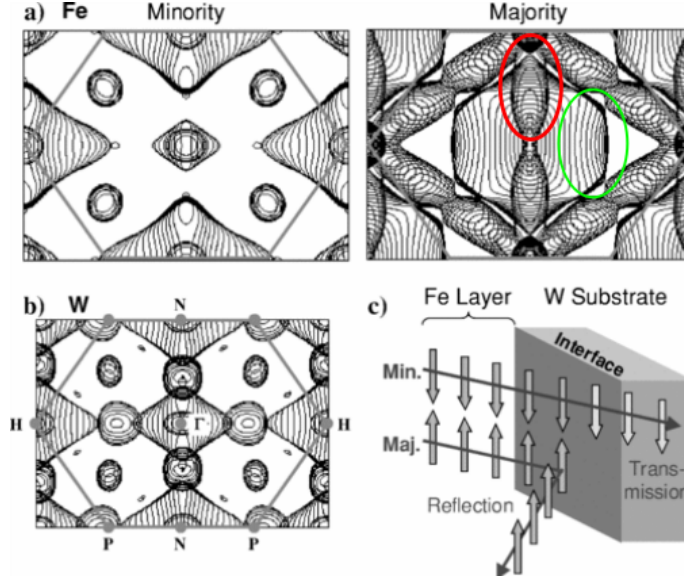 a) Fe Minority Majority
b) W N
H Γ H
P N P
c) Fe Layer W Substrate
Interface
Min.
Maj.
Trans-
mission
Reflection